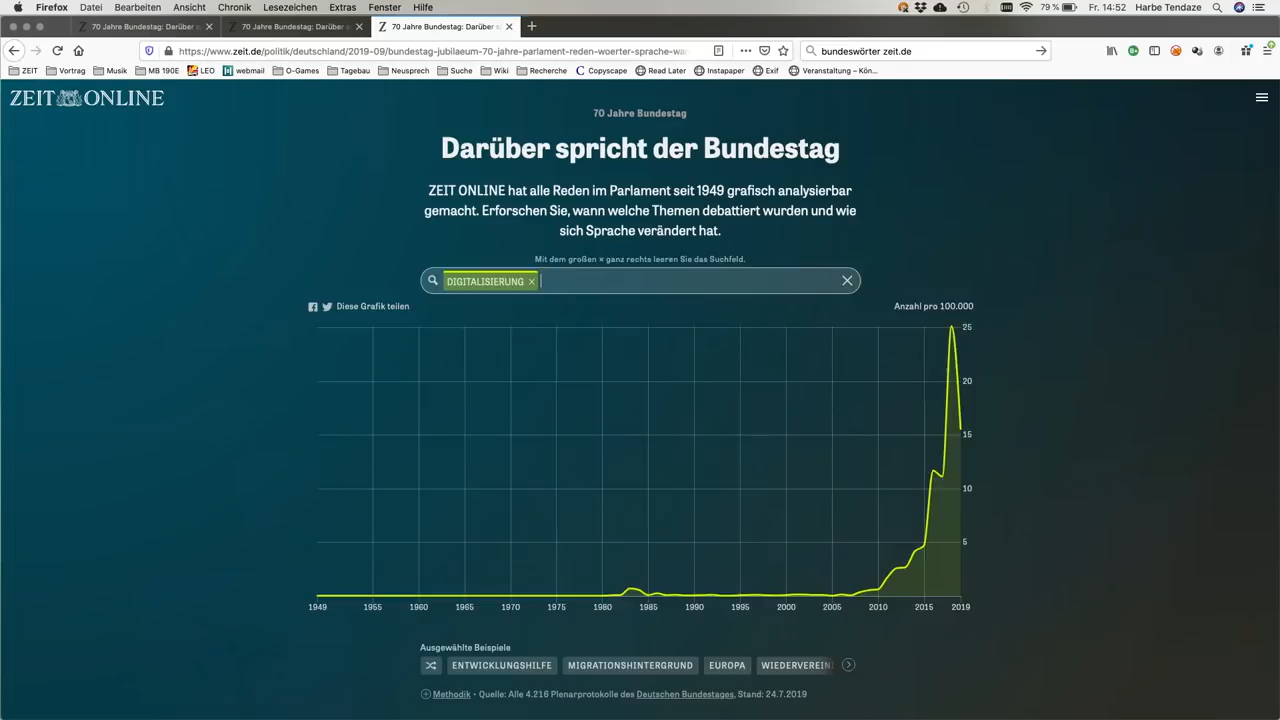 Firefox Datei Bearbeiten Ansicht Chronik Lesezeichen Extras Fenster Hilfe 79 % Fr. 14:52 Harbe Tendaze
70 Jahre Bundestag: Darüber s 70 Jahre Bundestag: Darüber s 70 Jahre Bundestag: Darüber s
https://www.zeit.de/politik/deutschland/2019-09/bundestag-jubilaeum-70-jahre-parlament-reden-woerter-sprache-wa bundeswörter zeit.de
ZEIT Vortrag Musik MB 190E LEO webmail O-Games Tagebau Neusprech Suche Wiki Recherche Copyscape Read Later Instapaper Exif Veranstaltung – Kön...
ZEIT ONLINE
70 Jahre Bundestag
Darüber spricht der Bundestag
ZEIT ONLINE hat alle Reden im Parlament seit 1949 grafisch analysierbar
gemacht. Erforschen Sie, wann welche Themen debattiert wurden und wie
sich Sprache verändert hat.
Mit dem großen × ganz rechts leeren Sie das Suchfeld.
DIGITALISIERUNG ×
Diese Grafik teilen Anzahl pro 100.000
25
20
15
10
5
1949 1955 1960 1965 1970 1975 1980 1985 1990 1995 2000 2005 2010 2015 2019
Ausgewählte Beispiele
ENTWICKLUNGSHILFE MIGRATIONSHINTERGRUND EUROPA WIEDERVEREIN
Methodik • Quelle: Alle 4.216 Plenarprotokolle des Deutschen Bundestages, Stand: 24.7.2019